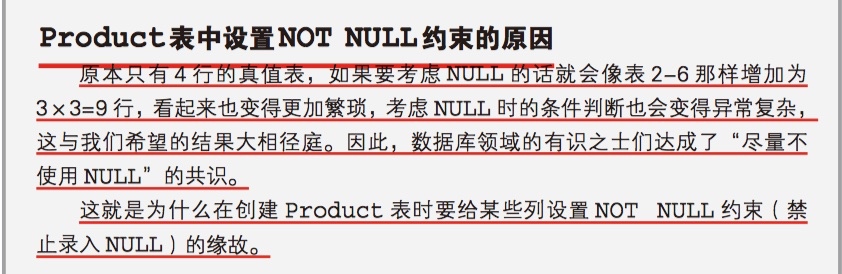 Product表中设置NOT NULL约束的原因
原本只有4行的真值表，如果要考虑NULL的话就会像表2-6那样增加为
3×3=9行，看起来也变得更加繁琐，考虑NULL时的条件判断也会变得异常复杂，
这与我们希望的结果大相径庭。因此，数据库领域的有识之士们达成了“尽量不
使用NULL”的共识。
这就是为什么在创建Product表时要给某些列设置NOT NULL约束（禁
止录入NULL）的缘故。